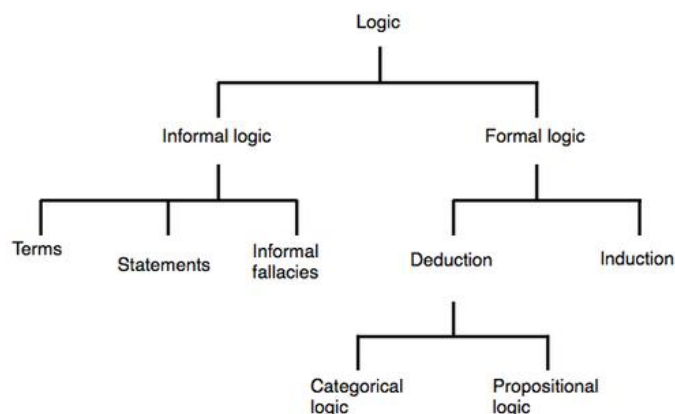 Logic
Informal logic
Formal logic
Terms
Statements
Informal
fallacies
Deduction
Induction
Categorical
logic
Propositional
logic